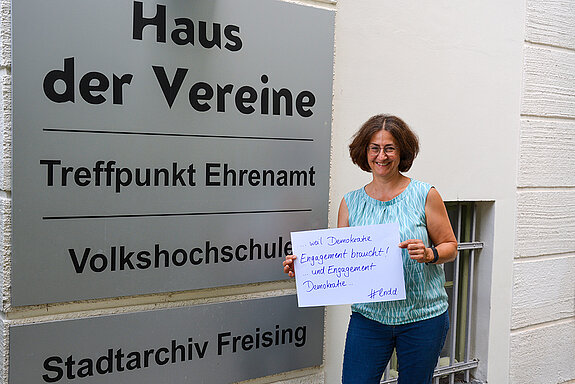 Haus
der Vereine
Treffpunkt Ehrenamt
Volkshochschule
Stadtarchiv Freising
... weil Demokratie
Engagement braucht!
... und Engagement
Demokratie...
#endd